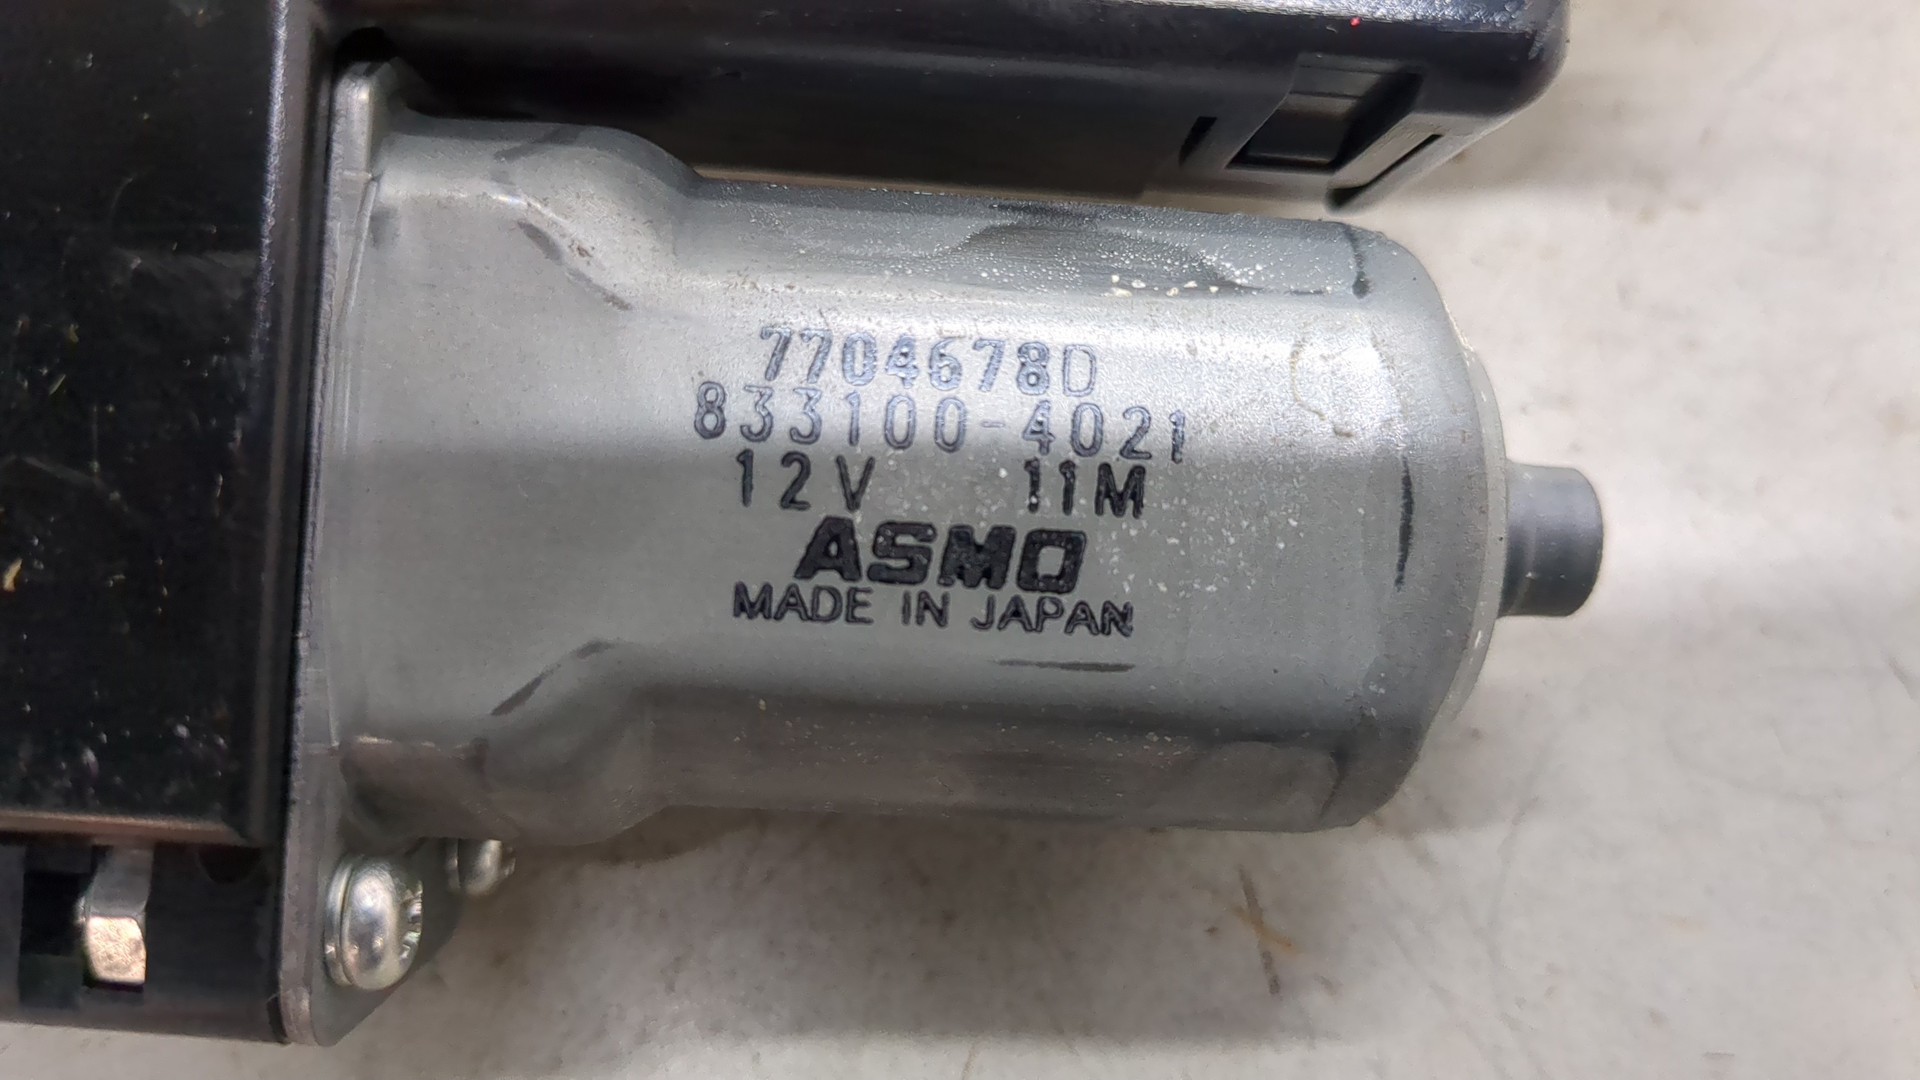 7704678D
833100-4021
12V 11M
ASMO
MADE IN JAPAN